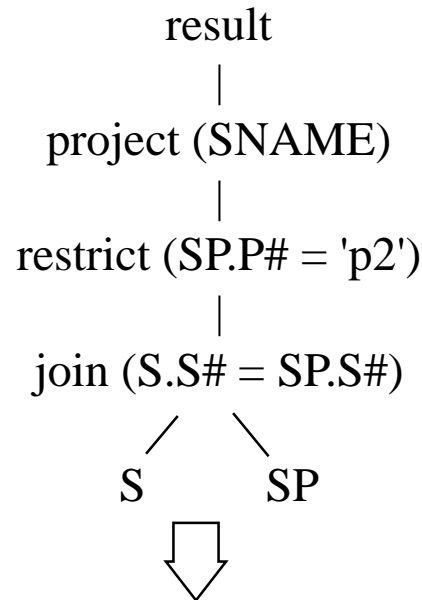 result
project (SNAME)
restrict (SP.P# = 'p2')
join (S.S# = SP.S#)
S SP